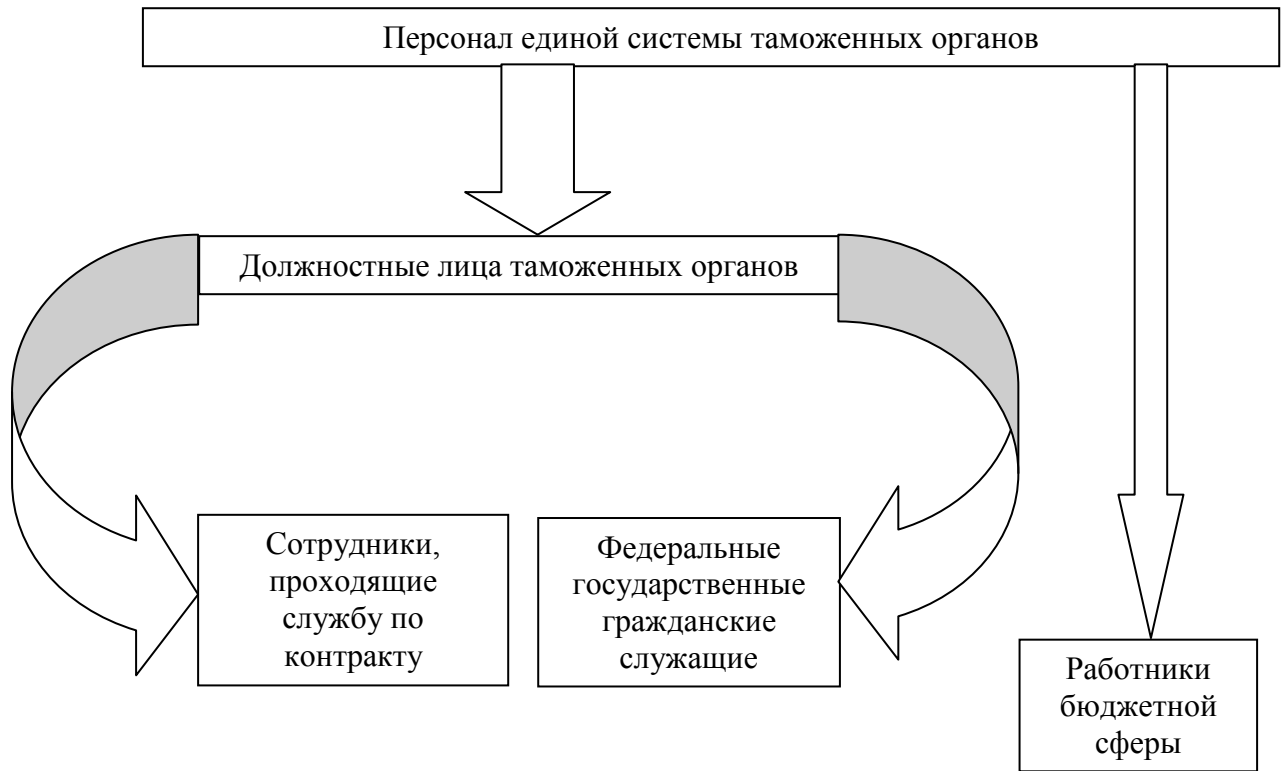 Персонал единой системы таможенных органов
Должностные лица таможенных органов
Сотрудники,
проходящие
службу по
контракту
Федеральные
государственные
гражданские
служащие
Работники
бюджетной
сферы